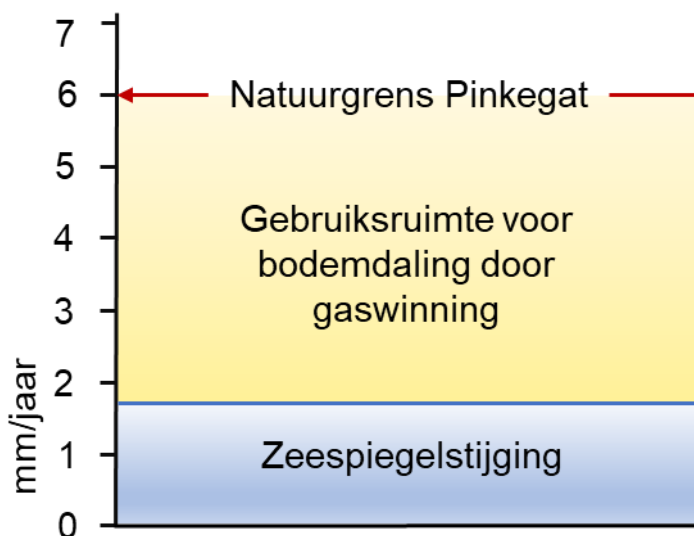 7
6
Natuurgrens Pinkegat
5
Gebruiksruimte voor
4
bodemdaling door
3
gaswinning
2
1
Zeespiegelstijging
0
mm/jaar